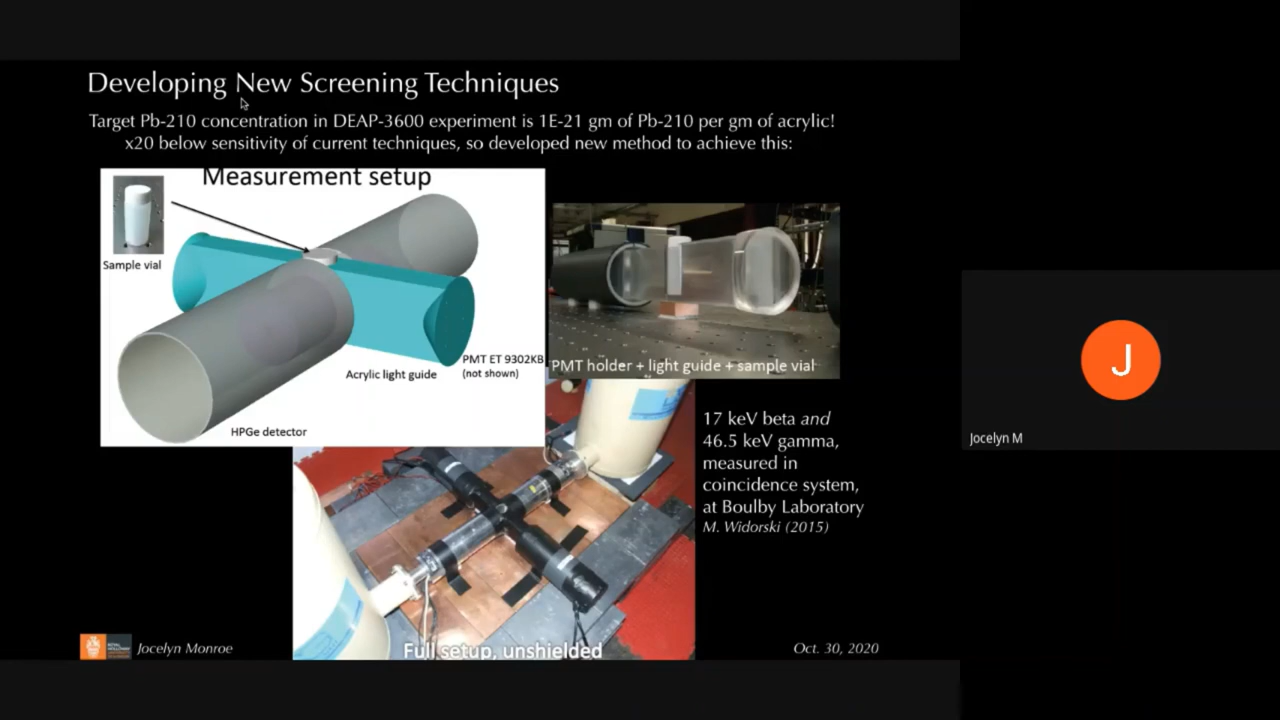 Developing New Screening Techniques
Target Pb-210 concentration in DEAP-3600 experiment is 1E-21 gm of Pb-210 per gm of acrylic!
x20 below sensitivity of current techniques, so developed new method to achieve this:
Measurement setup
Sample vial
PMT ET 9302KB
(not shown)
Acrylic light guide
HPGe detector
PMT holder + light guide + sample vial
17 keV beta and
46.5 keV gamma,
measured in
coincidence system,
at Boulby Laboratory
M. Widorski (2015)
Full setup, unshielded
Jocelyn Monroe
Oct. 30, 2020
J
Jocelyn M